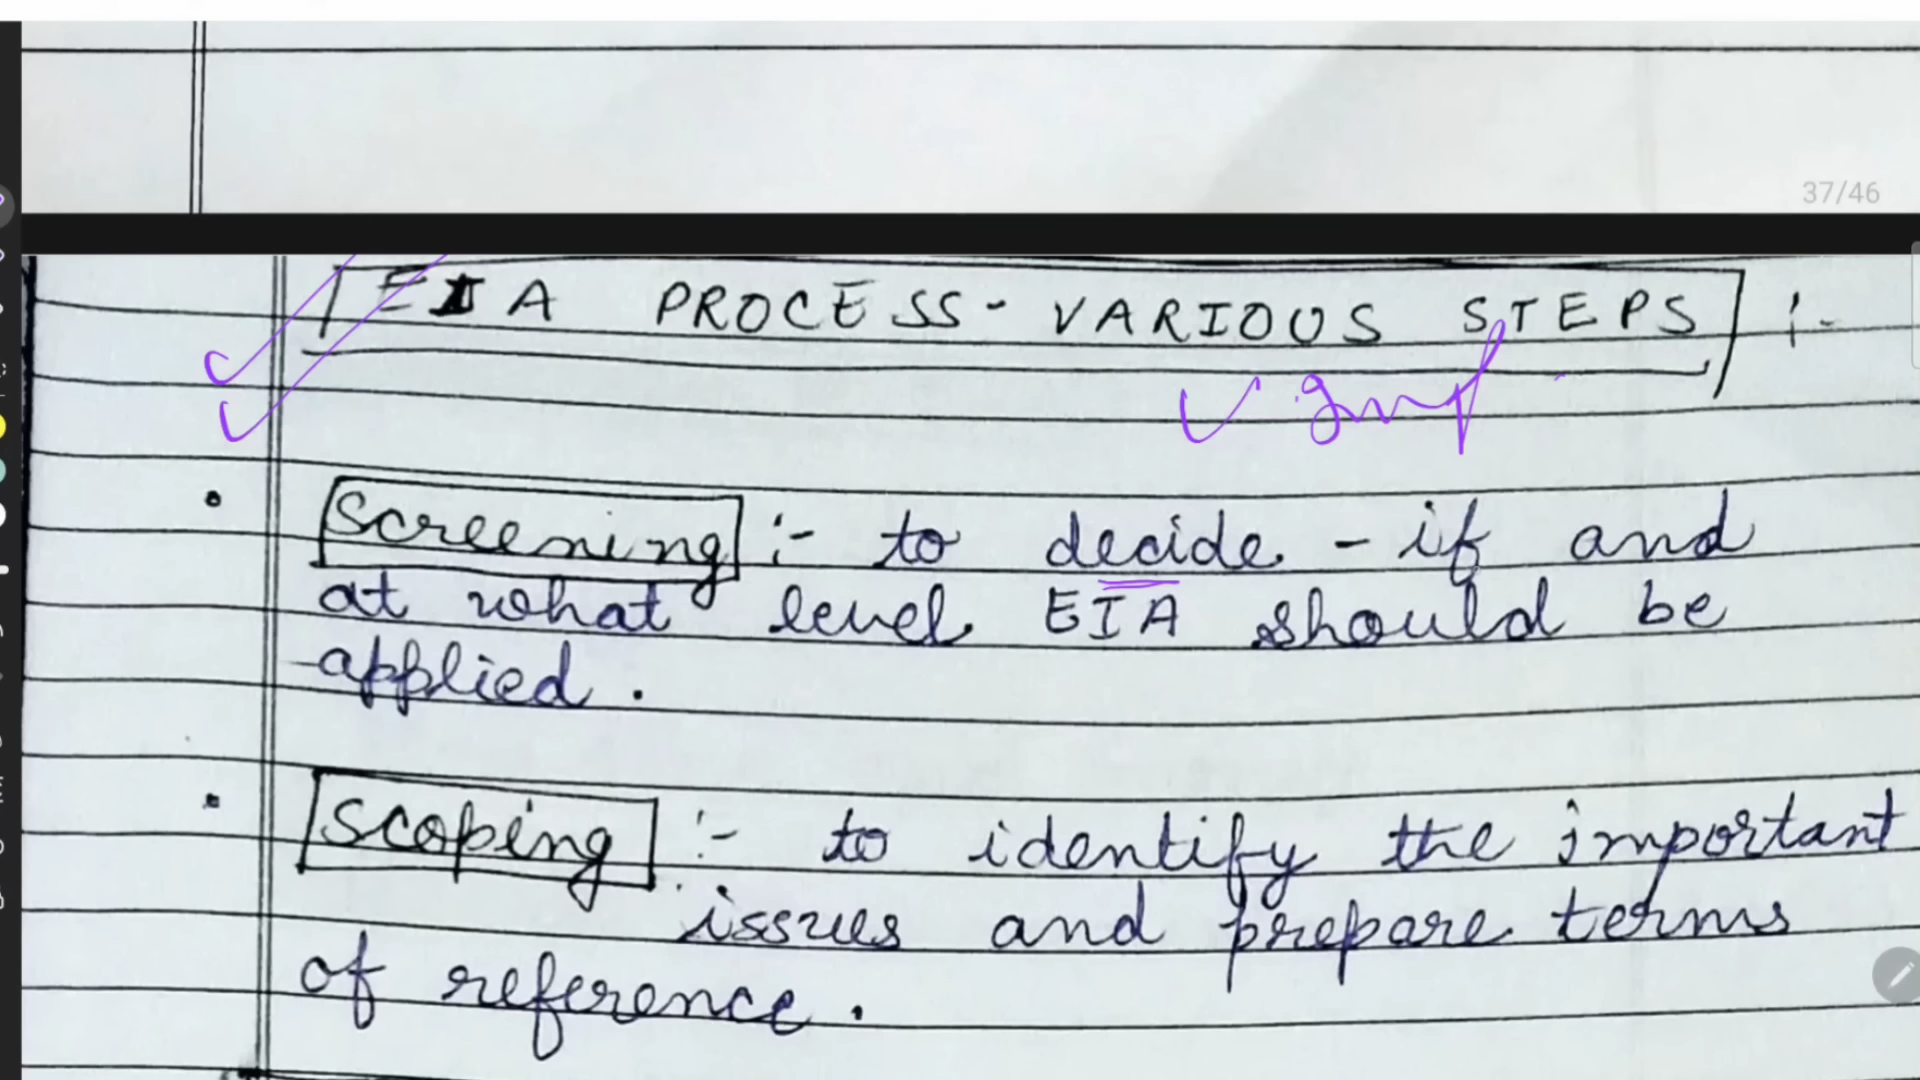 37/46
EIA PROCESS - VARIOUS STEPS :-
✓ Imp
• Screening :- to decide - if and
at what level EIA should be
applied .
• Scoping :- to identify the important
issues and prepare terms
of reference .